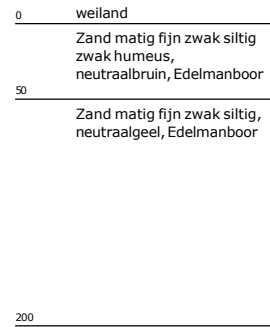 0 weiland
Zand matig fijn zwak siltig
zwak humeus,
neutraalbruin, Edelmanboor
50
Zand matig fijn zwak siltig,
neutraalgeel, Edelmanboor
200